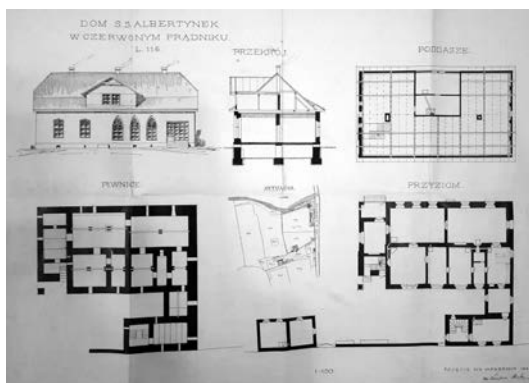 DOM S.S. ALBERTYNEK
W CZERWONYM PRĄDNIKU.
L. 116
PRZEKRÓJ
PODDASZE
PIWNICE
SYTUACJA
PRZYZIOM.
1:100